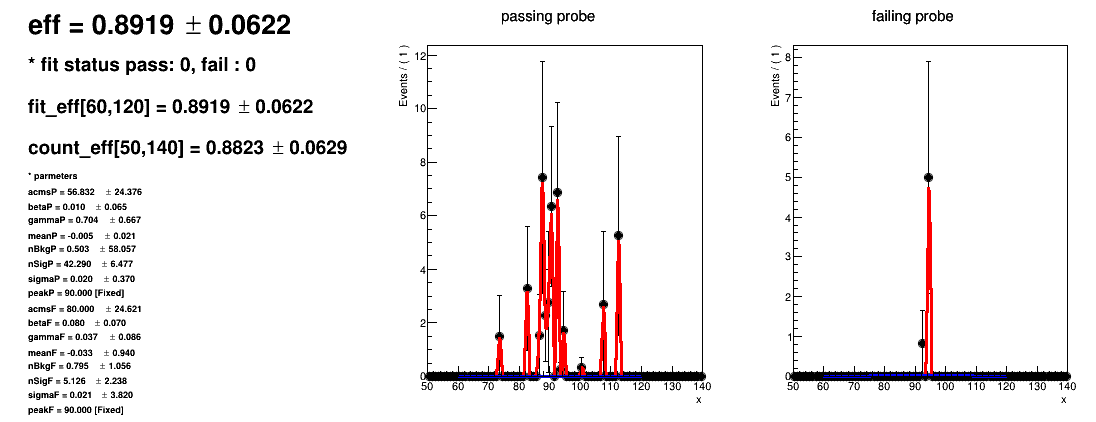 eff = 0.8919 ± 0.0622
* fit status pass: 0, fail : 0
fit_eff[60,120] = 0.8919 ± 0.0622
count_eff[50,140] = 0.8823 ± 0.0629
* parmeters
acmsP = 56.832 ± 24.376
betaP = 0.010 ± 0.065
gammaP = 0.704 ± 0.667
meanP = -0.005 ± 0.021
nBkgP = 0.503 ± 58.057
nSigP = 42.290 ± 6.477
sigmaP = 0.020 ± 0.370
peakP = 90.000 [Fixed]
acmsF = 80.000 ± 24.621
betaF = 0.080 ± 0.070
gammaF = 0.037 ± 0.086
meanF = -0.033 ± 0.940
nBkgF = 0.795 ± 1.056
nSigF = 5.126 ± 2.238
sigmaF = 0.021 ± 3.820
peakF = 90.000 [Fixed]
passing probe
Events / ( 1 )
12
10
8
6
4
2
0
50 60 70 80 90 100 110 120 130 140
x
failing probe
Events / ( 1 )
8
7
6
5
4
3
2
1
0
50 60 70 80 90 100 110 120 130 140
x